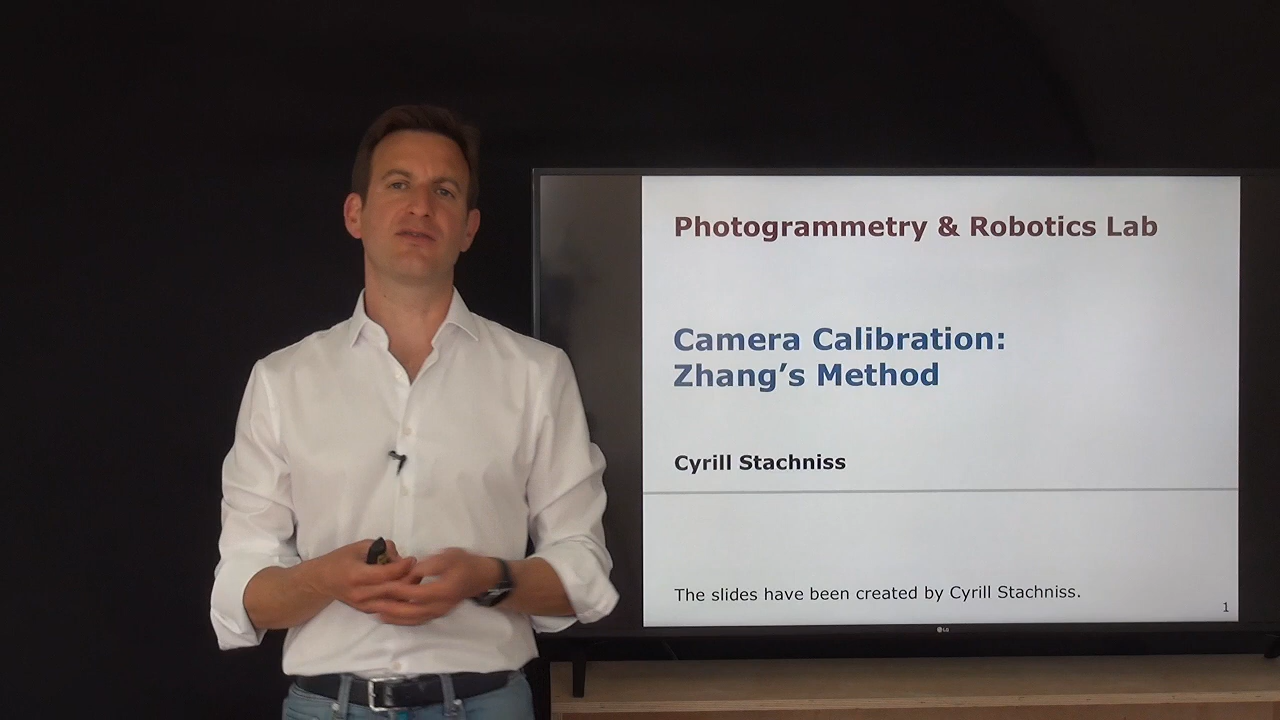 Photogrammetry & Robotics Lab
Camera Calibration:
Zhang’s Method
Cyrill Stachniss
The slides have been created by Cyrill Stachniss.
1
LG